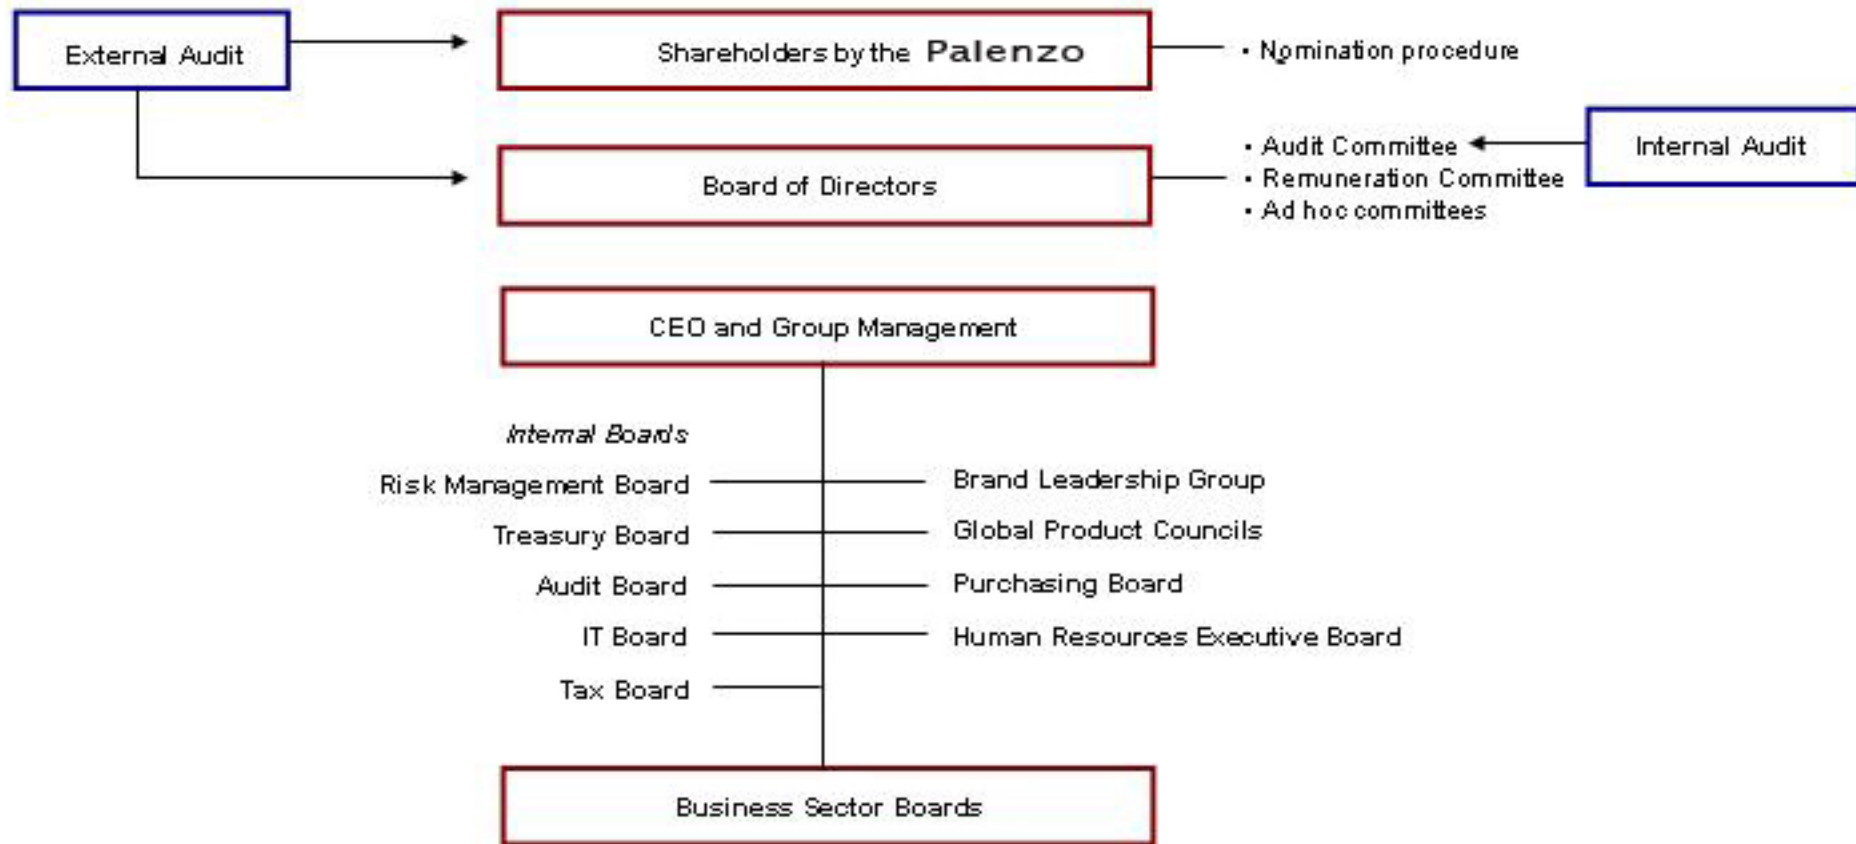 External Audit
Shareholders by the Palenzo
• Nomination procedure
• Audit Committee
Internal Audit
Board of Directors
• Remuneration Committee
• Ad hoc committees
CEO and Group Management
Internal Boards
Risk Management Board
Brand Leadership Group
Treasury Board
Global Product Councils
Audit Board
Purchasing Board
IT Board
Human Resources Executive Board
Tax Board
Business Sector Boards